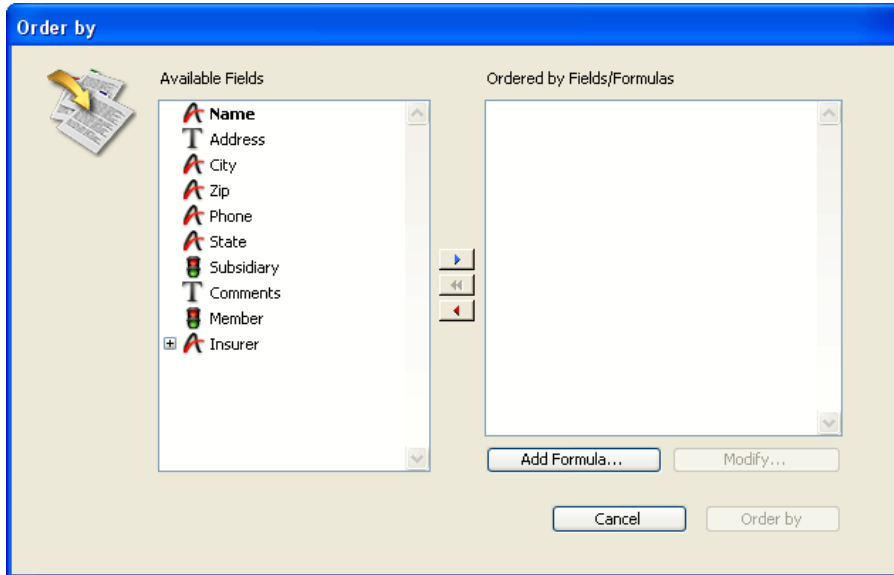 Order by
Available Fields
Ordered by Fields/Formulas
Name
Address
City
Zip
Phone
State
Subsidiary
Comments
Member
Insurer
Add Formula...
Modify...
Cancel
Order by